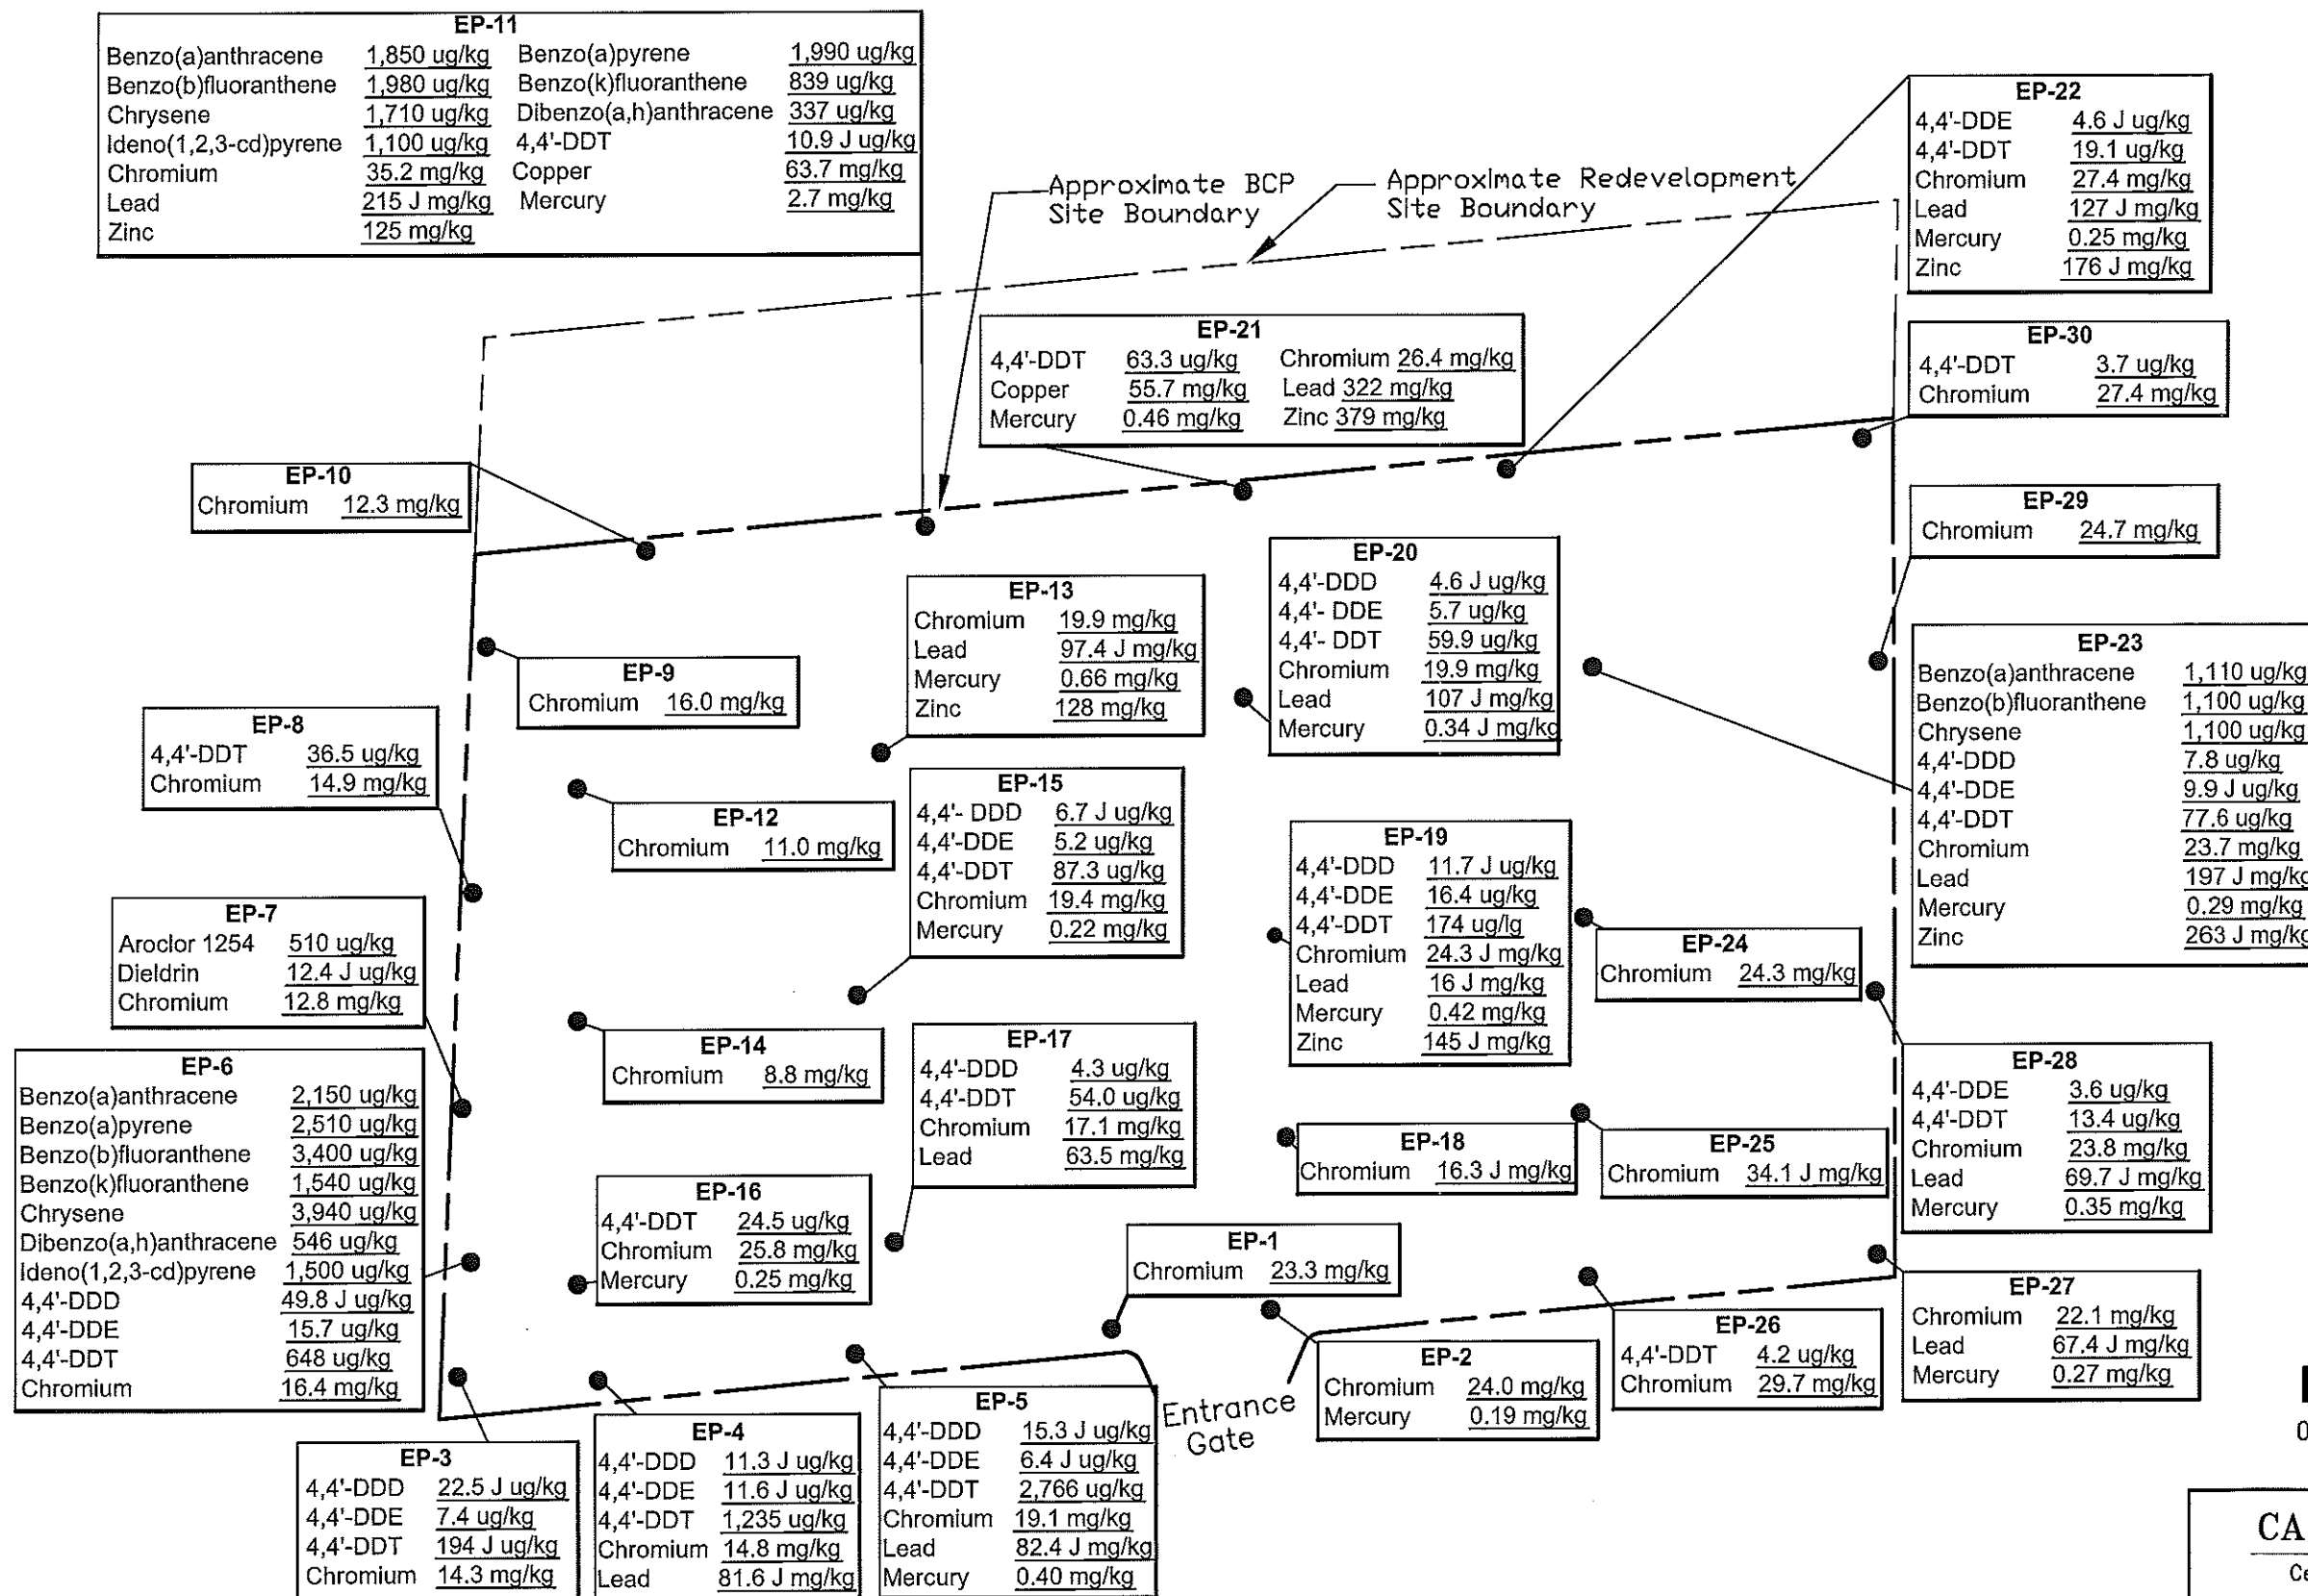 EP-11
Benzo(a)anthracene 1,850 ug/kg Benzo(a)pyrene 1,990 ug/kg
Benzo(b)fluoranthene 1,980 ug/kg Benzo(k)fluoranthene 839 ug/kg
Chrysene 1,710 ug/kg Dibenzo(a,h)anthracene 337 ug/kg
Ideno(1,2,3-cd)pyrene 1,100 ug/kg 4,4'-DDT 10.9 J ug/kg
Chromium 35.2 mg/kg Copper 63.7 mg/kg
Lead 215 J mg/kg Mercury 2.7 mg/kg
Zinc 125 mg/kg
Approximate BCP
Site Boundary
Approximate Redevelopment
Site Boundary
EP-22
4,4'-DDE 4.6 J ug/kg
4,4'-DDT 19.1 ug/kg
Chromium 27.4 mg/kg
Lead 127 J mg/kg
Mercury 0.25 mg/kg
Zinc 176 J mg/kg
EP-21
4,4'-DDT 63.3 ug/kg Chromium 26.4 mg/kg
Copper 55.7 mg/kg Lead 322 mg/kg
Mercury 0.46 mg/kg Zinc 379 mg/kg
EP-30
4,4'-DDT 3.7 ug/kg
Chromium 27.4 mg/kg
EP-10
Chromium 12.3 mg/kg
EP-29
Chromium 24.7 mg/kg
EP-20
4,4'-DDD 4.6 J ug/kg
4,4'- DDE 5.7 ug/kg
4,4'- DDT 59.9 ug/kg
Chromium 19.9 mg/kg
Lead 107 J mg/kg
Mercury 0.34 J mg/kg
EP-13
Chromium 19.9 mg/kg
Lead 97.4 J mg/kg
Mercury 0.66 mg/kg
Zinc 128 mg/kg
EP-9
Chromium 16.0 mg/kg
EP-23
Benzo(a)anthracene 1,110 ug/kg
Benzo(b)fluoranthene 1,100 ug/kg
Chrysene 1,100 ug/kg
4,4'-DDD 7.8 ug/kg
4,4'-DDE 9.9 J ug/kg
4,4'-DDT 77.6 ug/kg
Chromium 23.7 mg/kg
Lead 197 J mg/kg
Mercury 0.29 mg/kg
Zinc 263 J mg/kg
EP-8
4,4'-DDT 36.5 ug/kg
Chromium 14.9 mg/kg
EP-12
Chromium 11.0 mg/kg
EP-15
4,4'- DDD 6.7 J ug/kg
4,4'-DDE 5.2 ug/kg
4,4'-DDT 87.3 ug/kg
Chromium 19.4 mg/kg
Mercury 0.22 mg/kg
EP-19
4,4'-DDD 11.7 J ug/kg
4,4'-DDE 16.4 ug/kg
4,4'-DDT 174 ug/lg
Chromium 24.3 J mg/kg
Lead 16 J mg/kg
Mercury 0.42 mg/kg
Zinc 145 J mg/kg
EP-24
Chromium 24.3 mg/kg
EP-7
Aroclor 1254 510 ug/kg
Dieldrin 12.4 J ug/kg
Chromium 12.8 mg/kg
EP-14
Chromium 8.8 mg/kg
EP-17
4,4'-DDD 4.3 ug/kg
4,4'-DDT 54.0 ug/kg
Chromium 17.1 mg/kg
Lead 63.5 mg/kg
EP-28
4,4'-DDE 3.6 ug/kg
4,4'-DDT 13.4 ug/kg
Chromium 23.8 mg/kg
Lead 69.7 J mg/kg
Mercury 0.35 mg/kg
EP-6
Benzo(a)anthracene 2,150 ug/kg
Benzo(a)pyrene 2,510 ug/kg
Benzo(b)fluoranthene 3,400 ug/kg
Benzo(k)fluoranthene 1,540 ug/kg
Chrysene 3,940 ug/kg
Dibenzo(a,h)anthracene 546 ug/kg
Ideno(1,2,3-cd)pyrene 1,500 ug/kg
4,4'-DDD 49.8 J ug/kg
4,4'-DDE 15.7 ug/kg
4,4'-DDT 648 ug/kg
Chromium 16.4 mg/kg
EP-18
Chromium 16.3 J mg/kg
EP-25
Chromium 34.1 J mg/kg
EP-16
4,4'-DDT 24.5 ug/kg
Chromium 25.8 mg/kg
Mercury 0.25 mg/kg
EP-1
Chromium 23.3 mg/kg
EP-27
Chromium 22.1 mg/kg
Lead 67.4 J mg/kg
Mercury 0.27 mg/kg
EP-26
4,4'-DDT 4.2 ug/kg
Chromium 29.7 mg/kg
EP-2
Chromium 24.0 mg/kg
Mercury 0.19 mg/kg
Entrance
Gate
EP-5
4,4'-DDD 15.3 J ug/kg
4,4'-DDE 6.4 J ug/kg
4,4'-DDT 2,766 ug/kg
Chromium 19.1 mg/kg
Lead 82.4 J mg/kg
Mercury 0.40 mg/kg
EP-4
4,4'-DDD 11.3 J ug/kg
4,4'-DDE 11.6 J ug/kg
4,4'-DDT 1,235 ug/kg
Chromium 14.8 mg/kg
Lead 81.6 J mg/kg
EP-3
4,4'-DDD 22.5 J ug/kg
4,4'-DDE 7.4 ug/kg
4,4'-DDT 194 J ug/kg
Chromium 14.3 mg/kg
0
CA
Ce